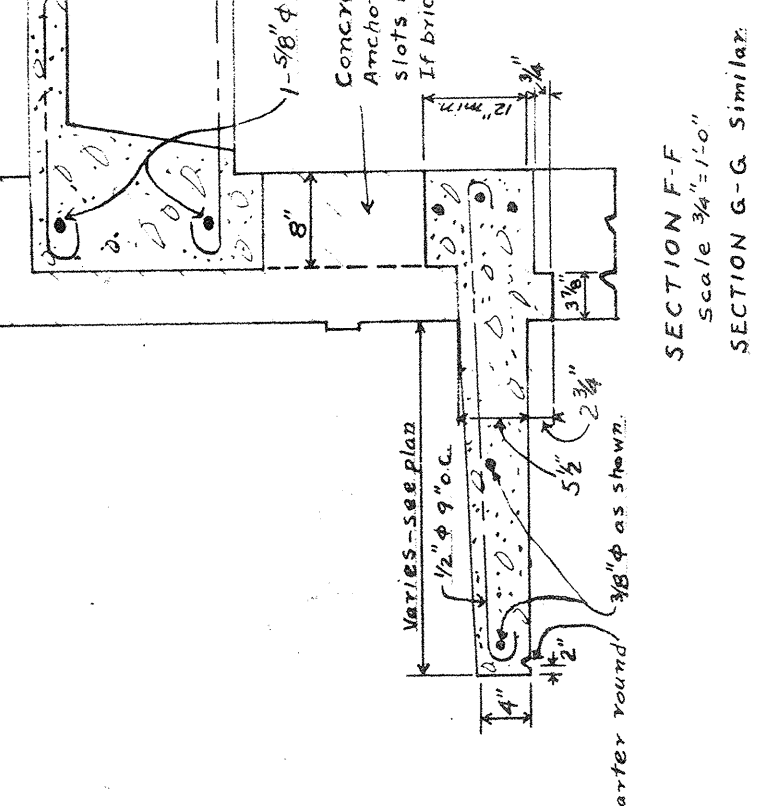 1-5/8" φ
Concr
Ancho
slots
If bric
3/4"
12" min
8"
3 7/8"
Varies-see plan
1/2" φ 9" o.c.
5 1/2"
2 3/4"
3/8" φ as shown
2"
4"
arter round
SECTION F-F
Scale 3/4"=1'-0"
SECTION G-G Similar.